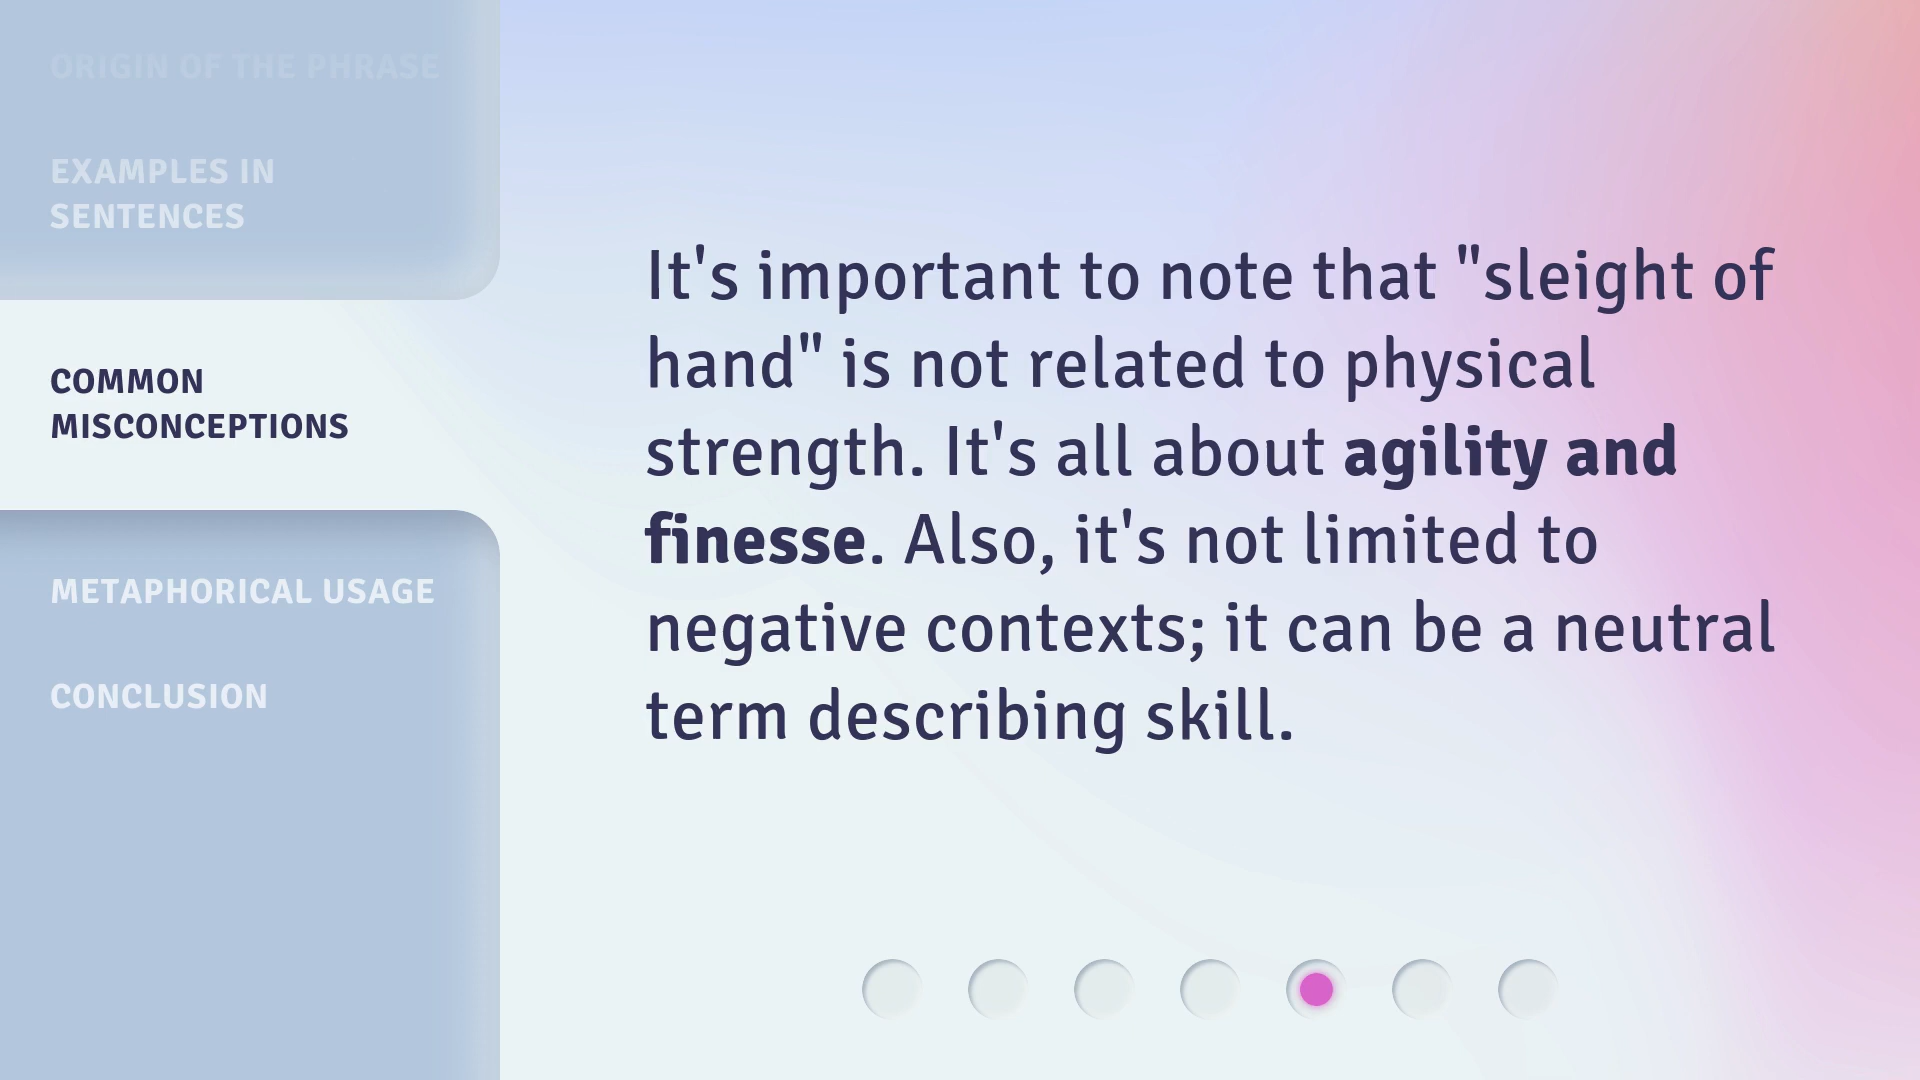 ORIGIN OF THE PHRASE
EXAMPLES IN
SENTENCES
COMMON
MISCONCEPTIONS
METAPHORICAL USAGE
CONCLUSION
It's important to note that "sleight of
hand" is not related to physical
strength. It's all about agility and
finesse. Also, it's not limited to
negative contexts; it can be a neutral
term describing skill.